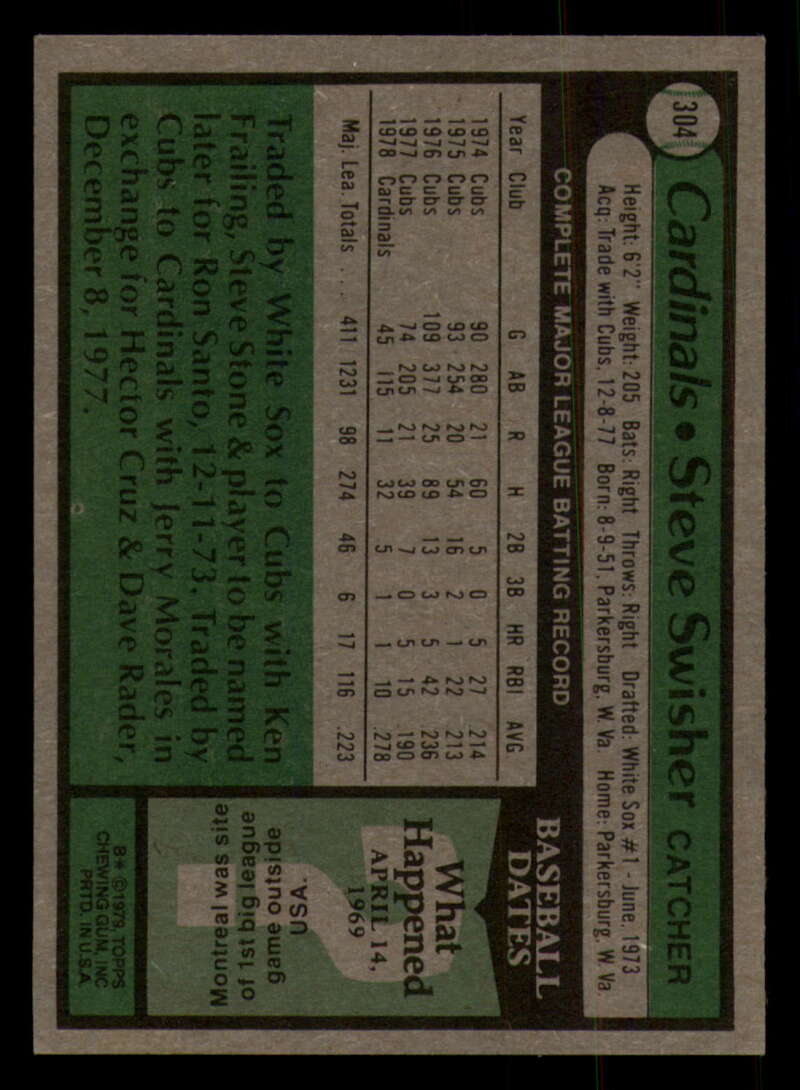 304
Cardinals • Steve Swisher CATCHER
Height: 6'2" Weight: 205 Bats: Right Throws: Right Drafted: White Sox #1 - June, 1973
Acq: Trade with Cubs, 12-8-77 Born: 8-9-51, Parkersburg, W. Va. Home: Parkersburg, W. Va.
COMPLETE MAJOR LEAGUE BATTING RECORD
Year Club G AB R H 2B 3B HR RBI AVG
1974 Cubs 90 280 21 60 5 0 5 27 .214
1975 Cubs 93 254 20 54 16 2 1 22 .213
1976 Cubs 109 377 25 89 13 3 5 42 .236
1977 Cubs 74 205 21 39 7 0 5 15 .190
1978 Cardinals 45 115 11 32 5 1 1 10 .278
Maj. Lea. Totals . . . 411 1231 98 274 46 6 17 116 .223
Traded by White Sox to Cubs with Ken
Frailing, Steve Stone & player to be named
later for Ron Santo, 12-11-73. Traded by
Cubs to Cardinals with Jerry Morales in
exchange for Hector Cruz & Dave Rader,
December 8, 1977.
BASEBALL
DATES
What
Happened
APRIL 14,
1969
Montreal was site
of 1st big league
game outside
USA.
B* © 1979, TOPPS
CHEWING GUM, INC
PRTD. IN U.S.A.